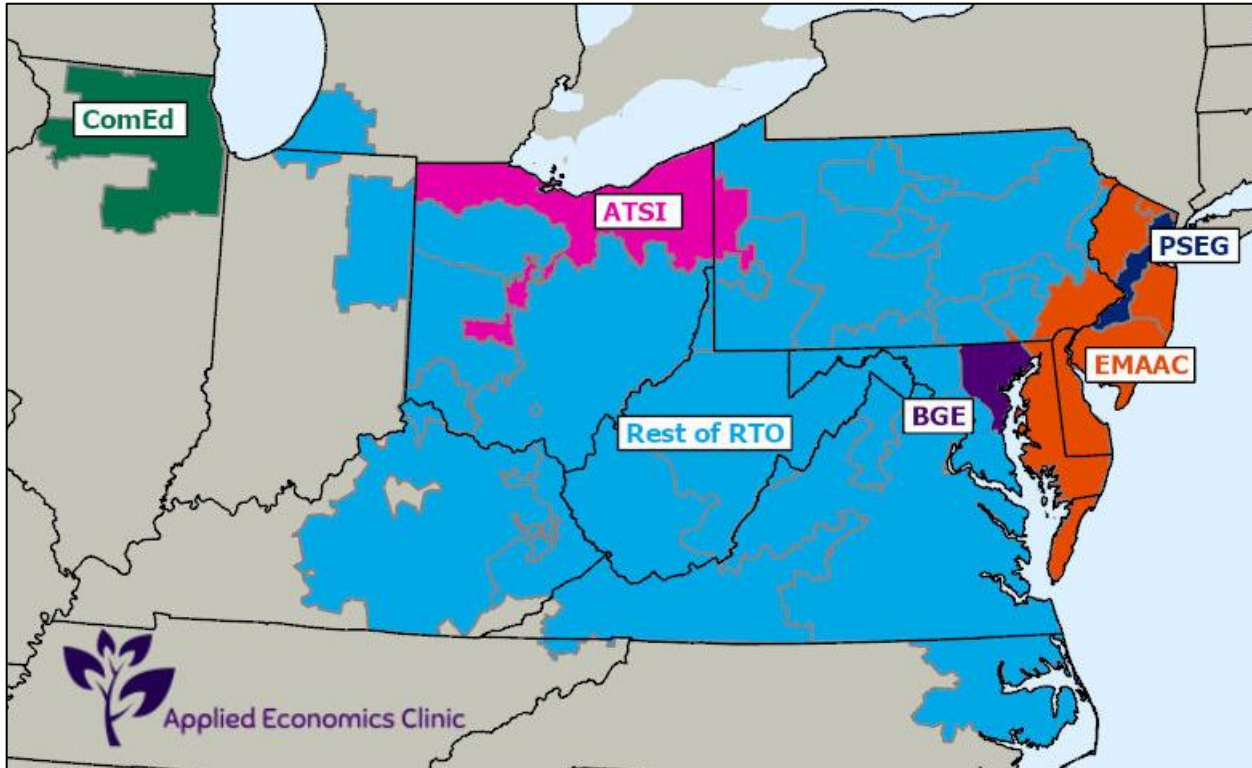 ComEd
ATSI
PSEG
EMAAC
BGE
Rest of RTO
Applied Economics Clinic